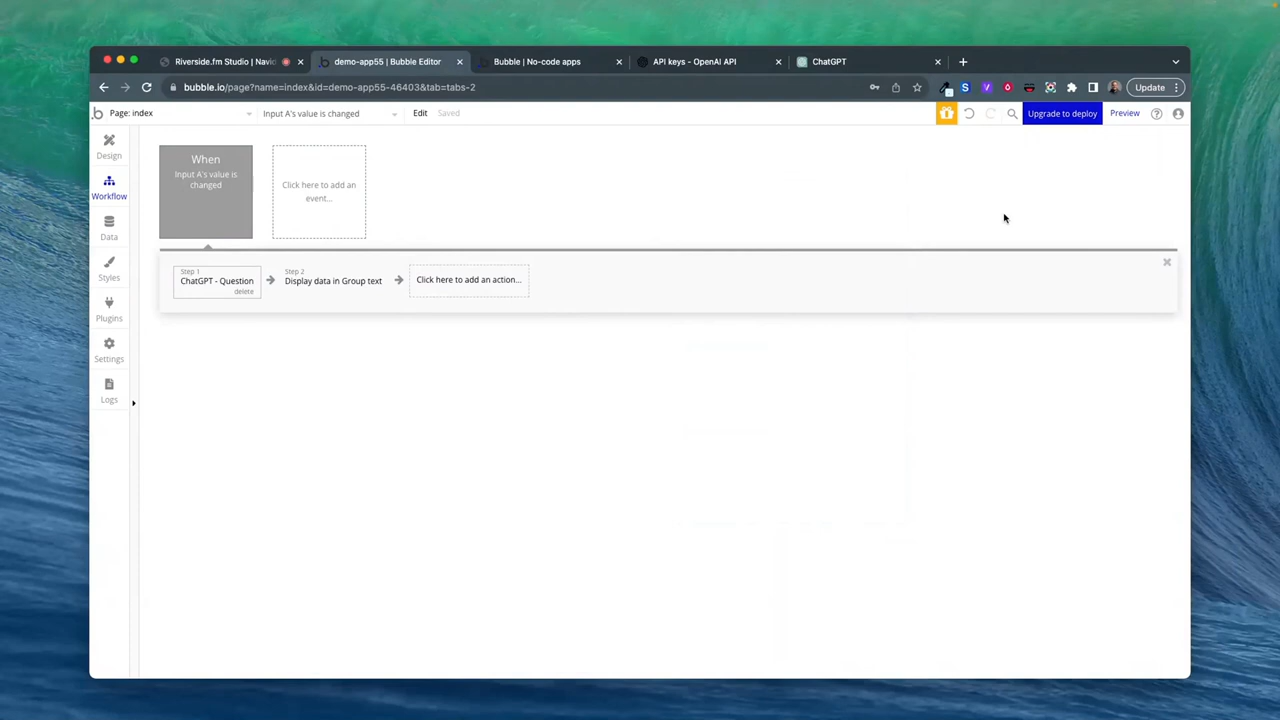 Riverside.fm Studio | Navid
demo-app55 | Bubble Editor
Bubble | No-code apps
API keys - OpenAI API
ChatGPT
bubble.io/page?name=index&id=demo-app55-46403&tab=tabs-2
Update
Page: index
Input A's value is changed
Edit
Saved
Upgrade to deploy
Preview
Design
Workflow
Data
Styles
Plugins
Settings
Logs
When
Input A's value is
changed
Click here to add an
event...
Step 1
ChatGPT - Question
delete
Step 2
Display data in Group text
Click here to add an action...